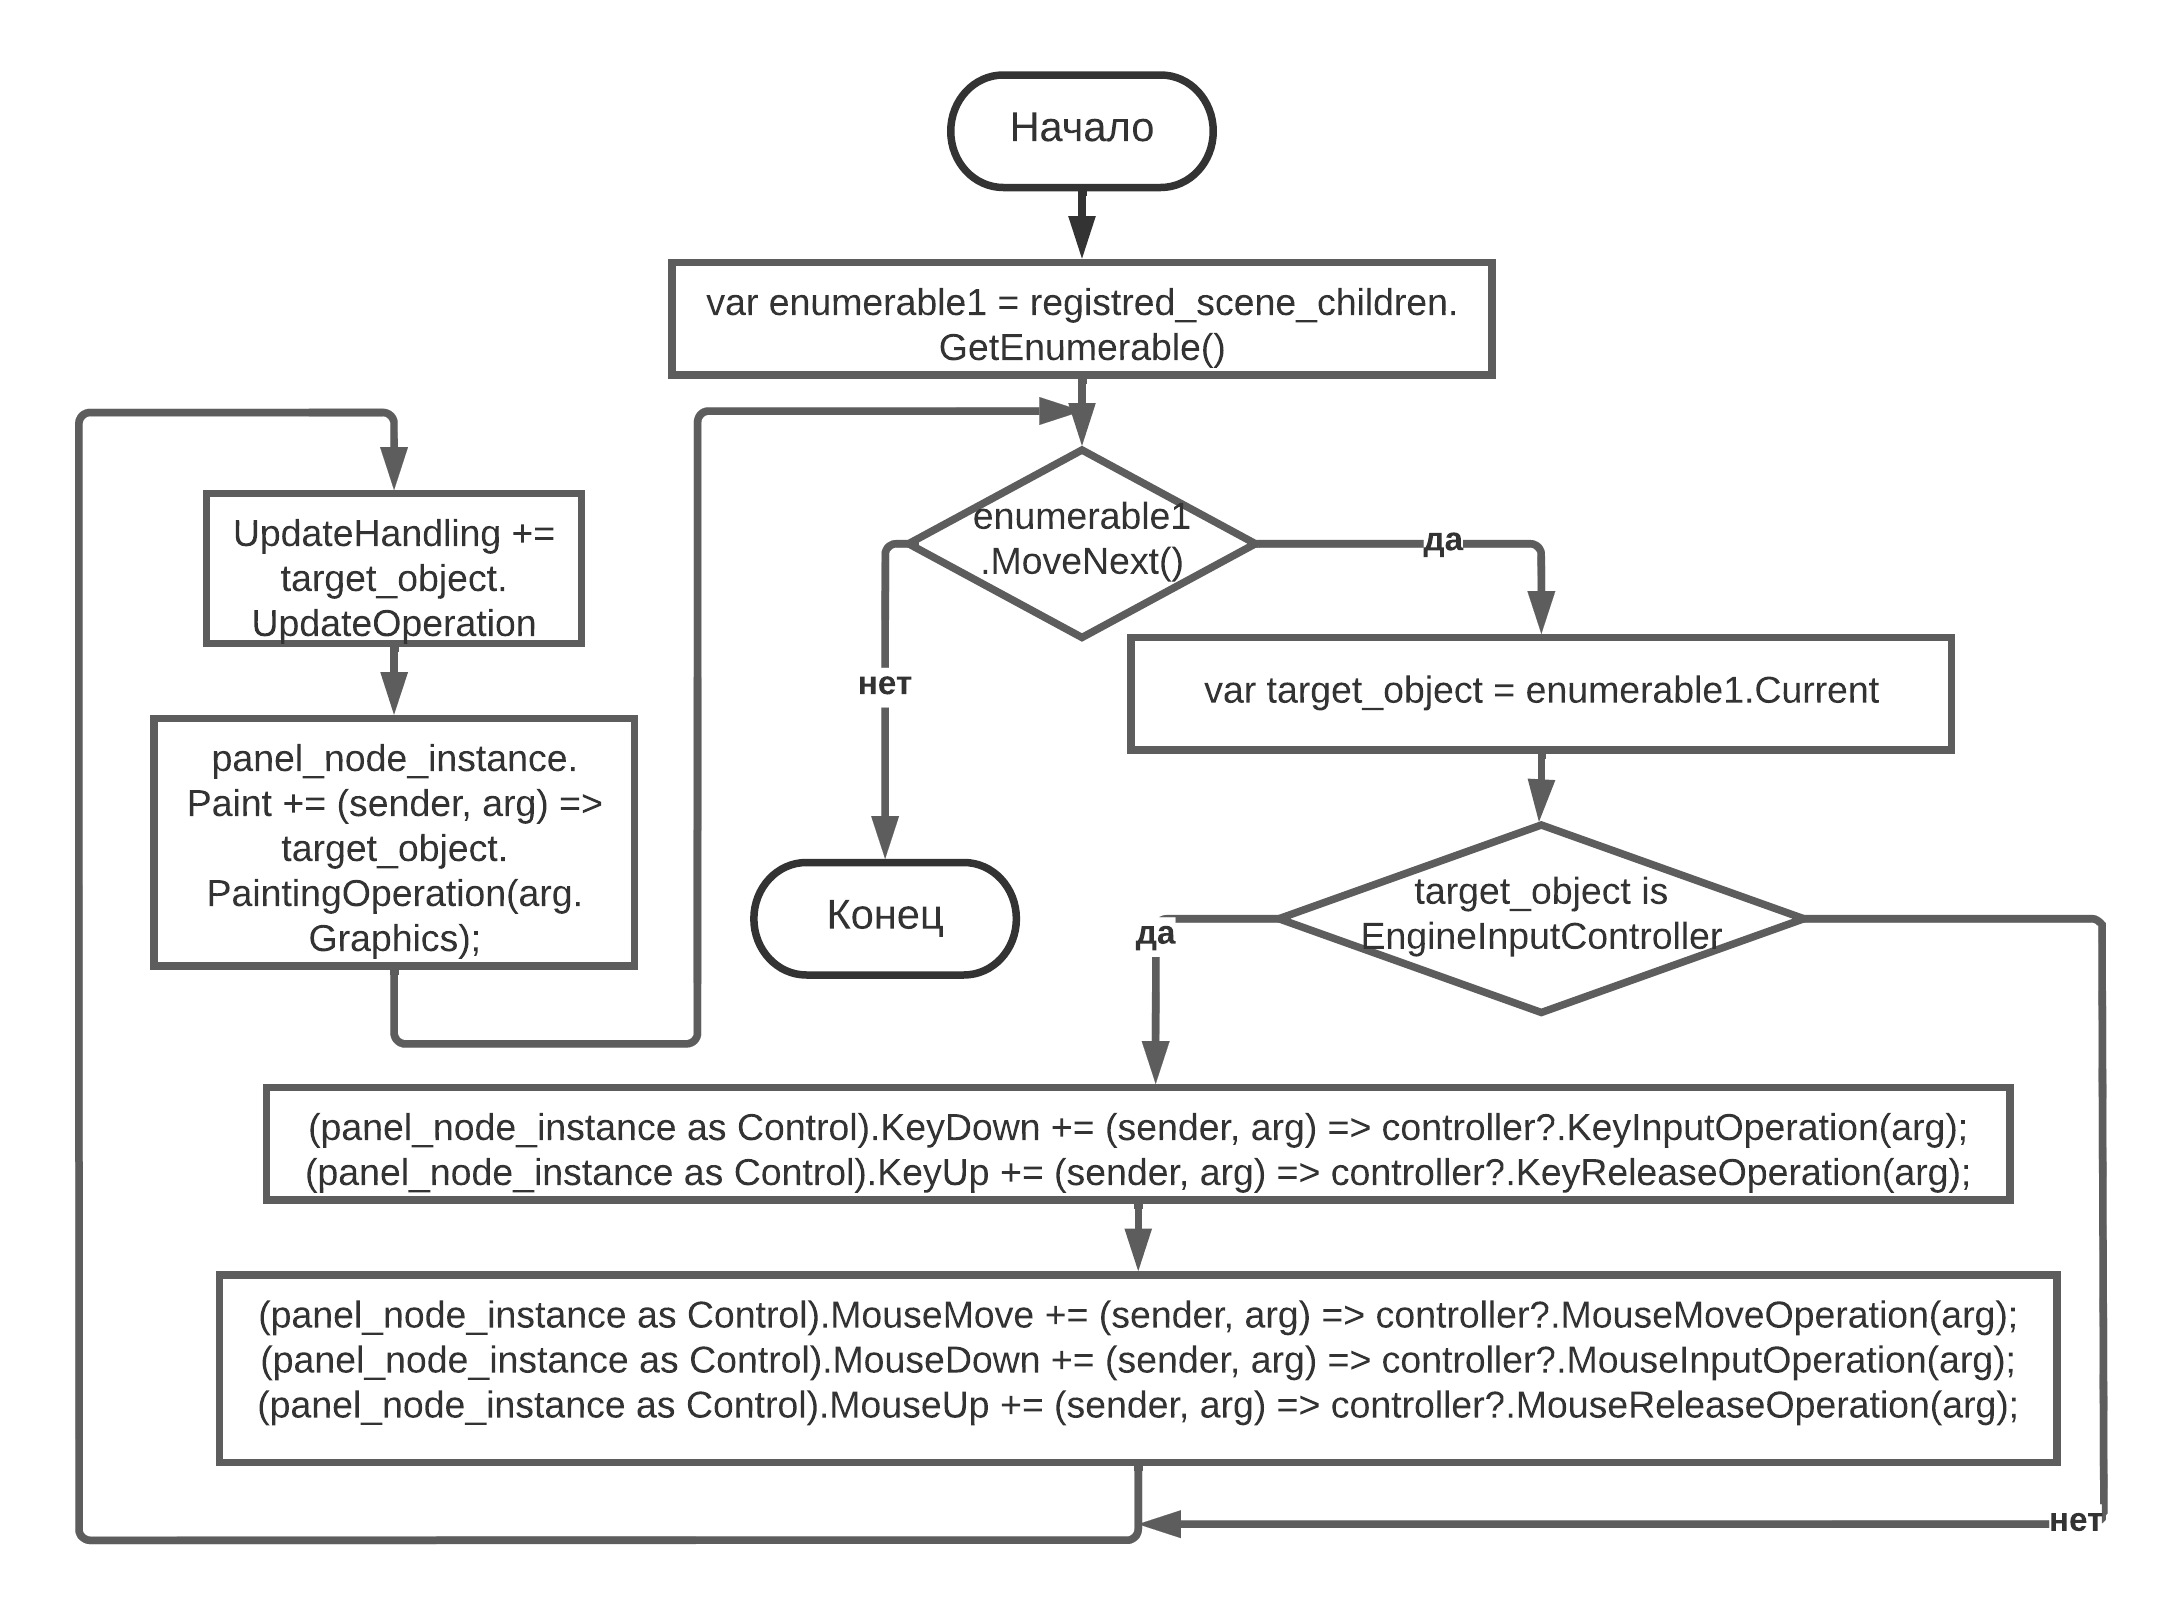 Начало
var enumerable1 = registred_scene_children.
GetEnumerable()
enumerable1
.MoveNext()
да
нет
var target_object = enumerable1.Current
Конец
target_object is
EngineInputController
да
(panel_node_instance as Control).KeyDown += (sender, arg) => controller?.KeyInputOperation(arg);
(panel_node_instance as Control).KeyUp += (sender, arg) => controller?.KeyReleaseOperation(arg);
(panel_node_instance as Control).MouseMove += (sender, arg) => controller?.MouseMoveOperation(arg);
(panel_node_instance as Control).MouseDown += (sender, arg) => controller?.MouseInputOperation(arg);
(panel_node_instance as Control).MouseUp += (sender, arg) => controller?.MouseReleaseOperation(arg);
нет
UpdateHandling +=
target_object.
UpdateOperation
panel_node_instance.
Paint += (sender, arg) =>
target_object.
PaintingOperation(arg.
Graphics);